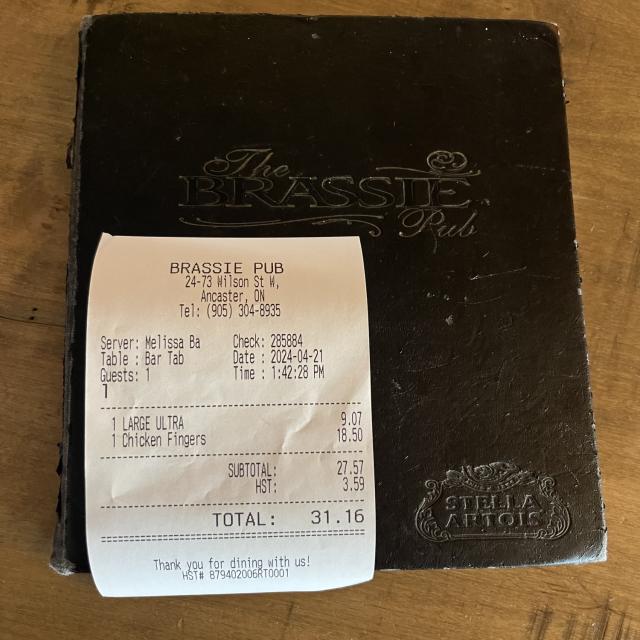 The
BRASSIE
Pub
BRASSIE PUB
24-73 Wilson St W,
Ancaster, ON
Tel: (905) 304-8935
Server: Melissa Ba Check: 285884
Table : Bar Tab Date : 2024-04-21
Guests: 1 Time : 1:42:28 PM
1
1 LARGE ULTRA 9.07
1 Chicken Fingers 18.50
SUBTOTAL: 27.57
HST: 3.59
TOTAL: 31.16
Thank you for dining with us!
HST# 879402006RT0001
STELLA
ARTOIS